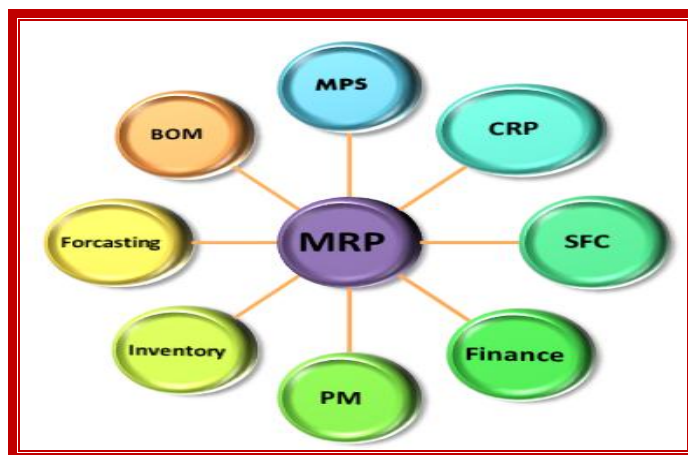 MPS
BOM
CRP
Forcasting
MRP
SFC
Inventory
Finance
PM